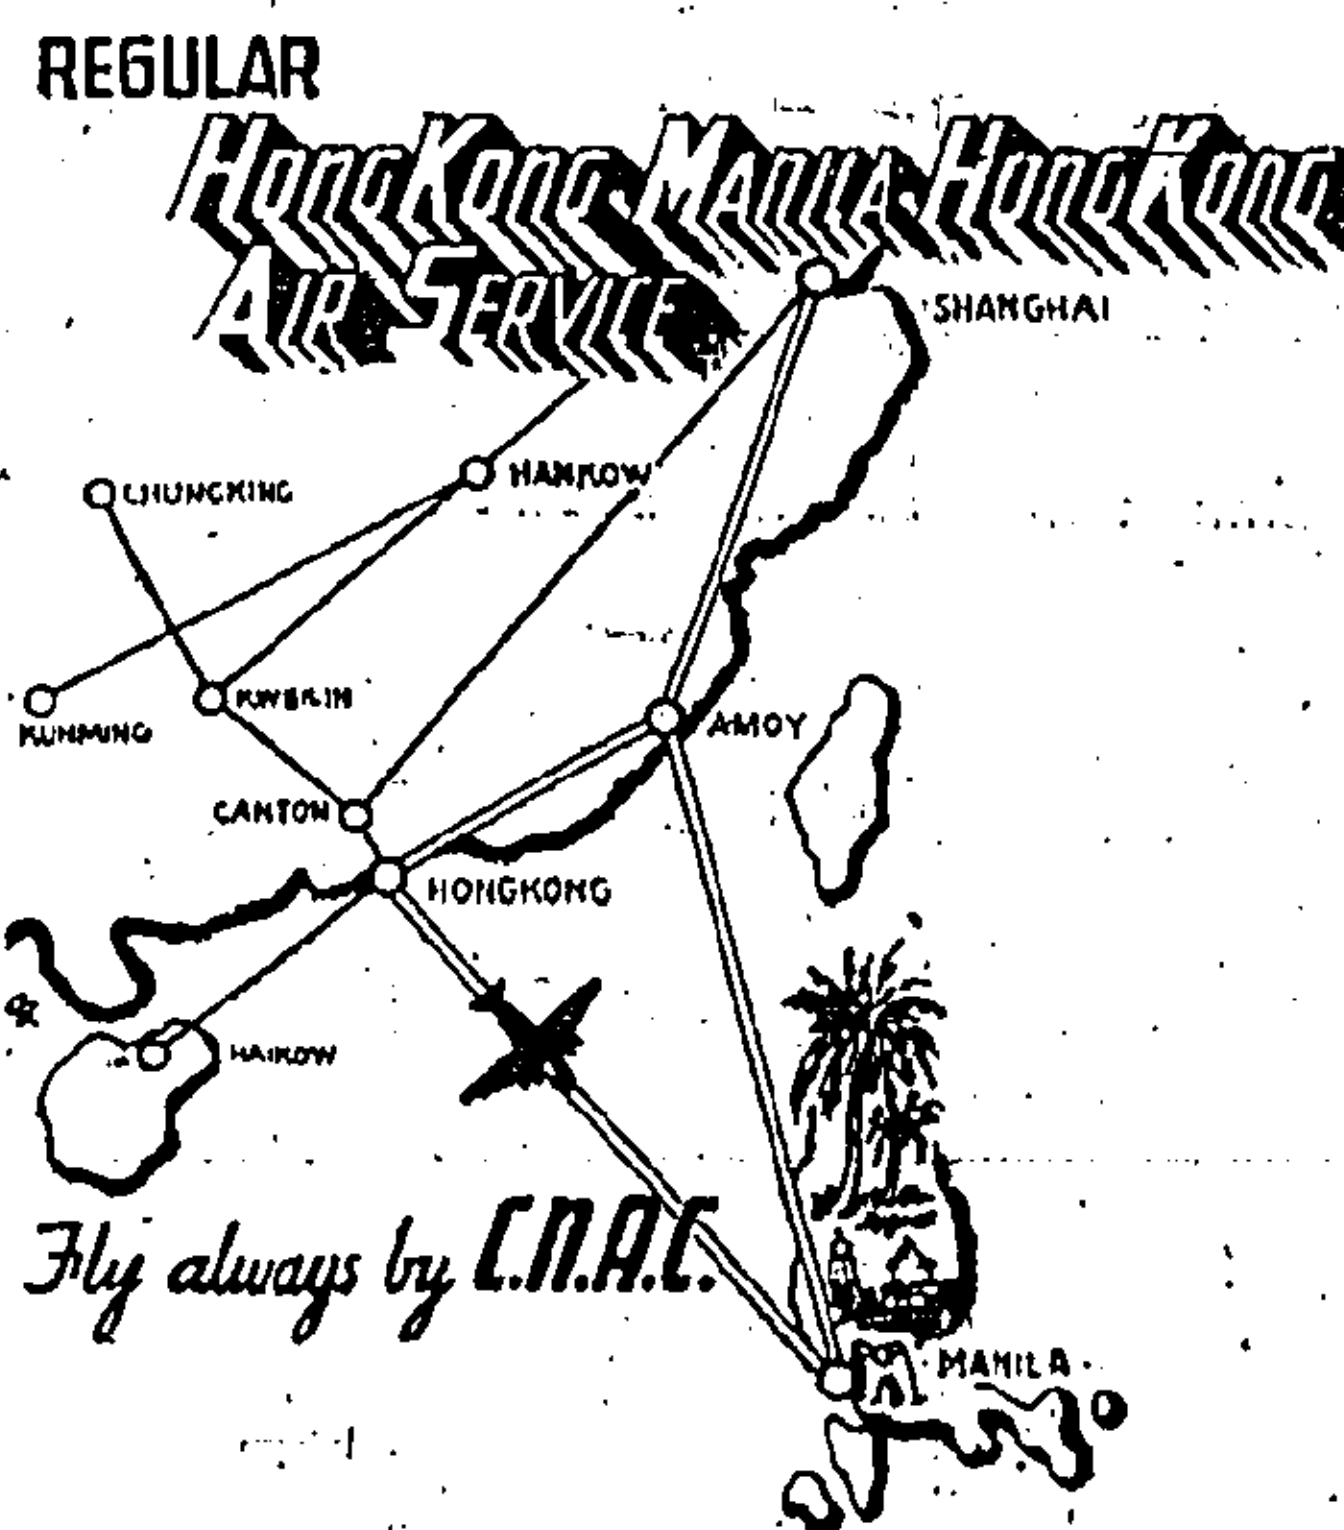 REGULAR
HONGKONG-MANILA-HONGKONG
AIR SERVICE
SHANGHAI
HANKOW
CHUNGKING
KWEILIN
KUNMING
AMOY
CANTON
HONGKONG
HAIKOW
Fly always by C.N.A.C.
MANILA